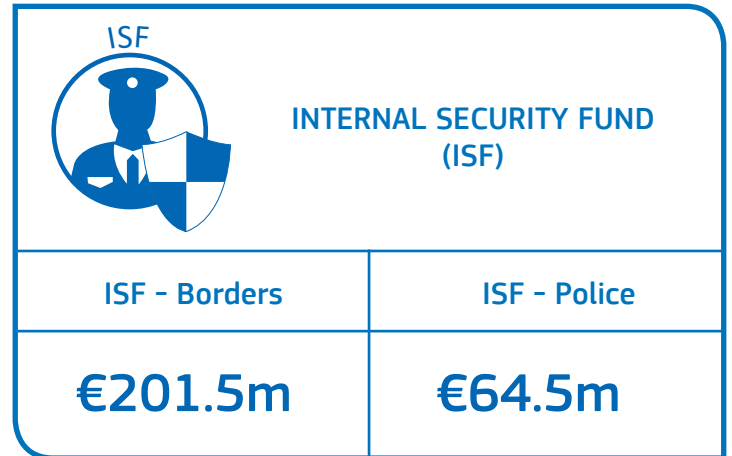 ISF
INTERNAL SECURITY FUND
(ISF)
ISF - Borders
ISF - Police
€201.5m
€64.5m